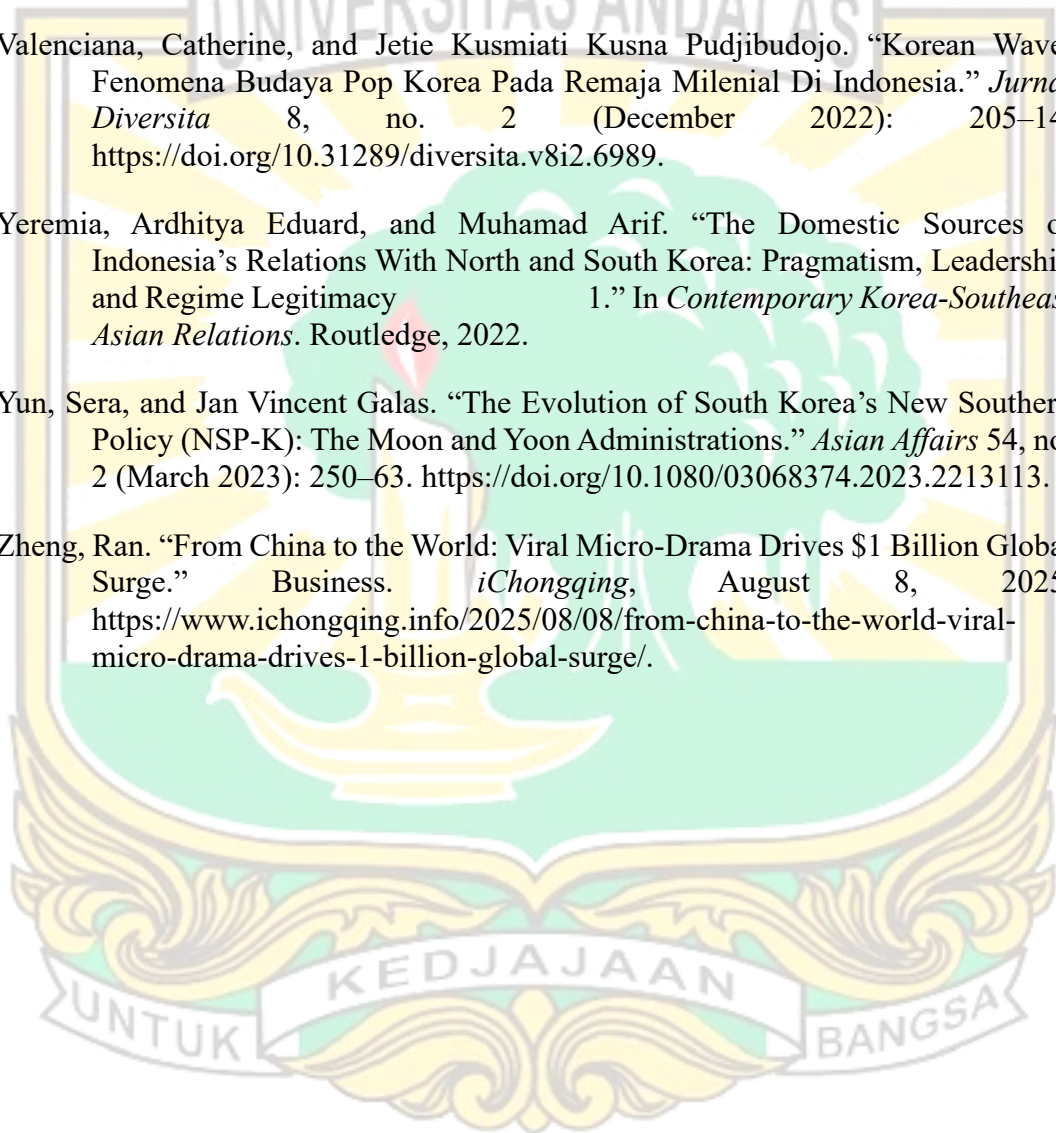 UNIVERSITAS ANDALAS
Valenciana, Catherine, and Jetie Kusmiati Kusna Pudjibudojo. “Korean Wave
Fenomena Budaya Pop Korea Pada Remaja Milenial Di Indonesia.” Jurna
Diversita 8, no. 2 (December 2022): 205–14
https://doi.org/10.31289/diversita.v8i2.6989.
Yeremia, Ardhitya Eduard, and Muhamad Arif. “The Domestic Sources o
Indonesia’s Relations With North and South Korea: Pragmatism, Leadershi
and Regime Legitimacy 1.” In Contemporary Korea-Southeas
Asian Relations. Routledge, 2022.
Yun, Sera, and Jan Vincent Galas. “The Evolution of South Korea’s New Souther
Policy (NSP-K): The Moon and Yoon Administrations.” Asian Affairs 54, no
2 (March 2023): 250–63. https://doi.org/10.1080/03068374.2023.2213113.
Zheng, Ran. “From China to the World: Viral Micro-Drama Drives $1 Billion Globa
Surge.” Business. iChongqing, August 8, 2025
https://www.ichongqing.info/2025/08/08/from-china-to-the-world-viral-
micro-drama-drives-1-billion-global-surge/.
UNTUK KEDJAJAAN BANGSA